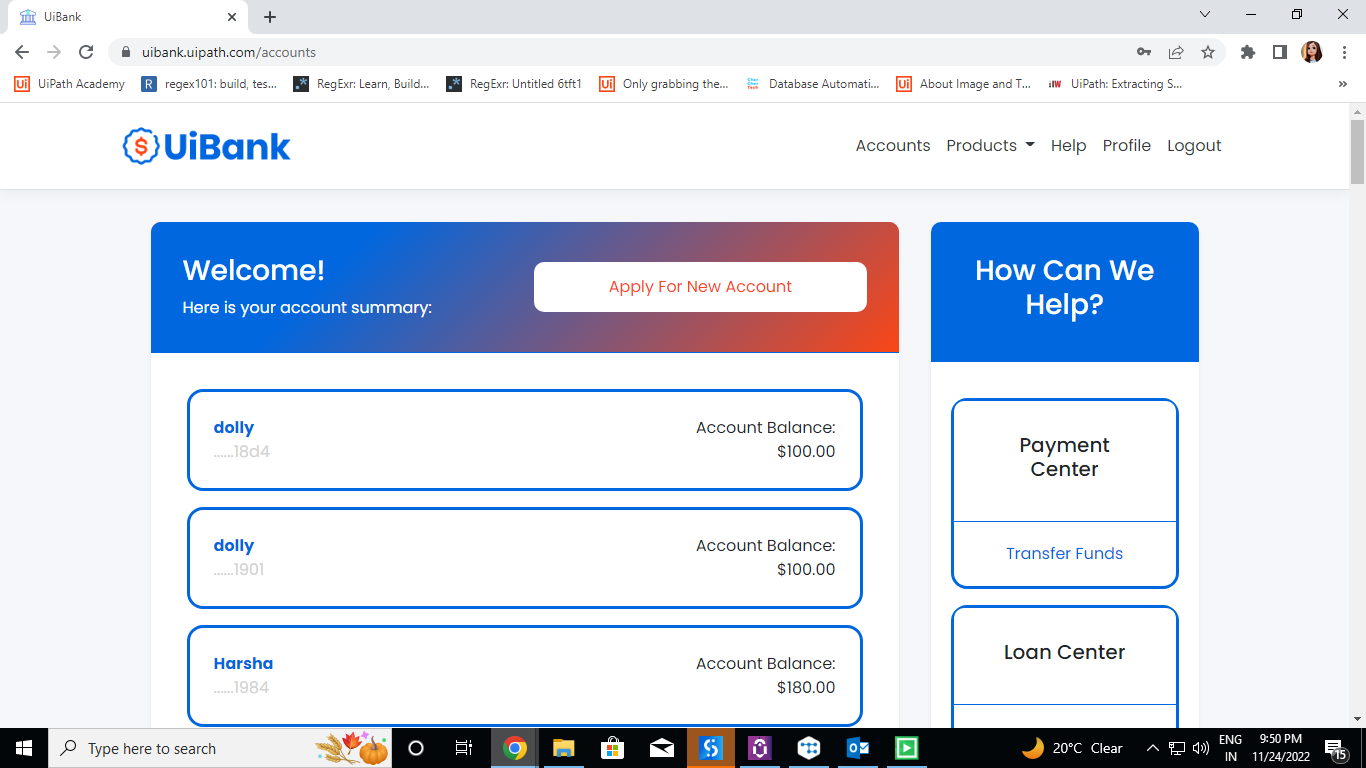 UiBank
uibank.uipath.com/accounts
UiPath Academy
regex101: build, tes...
RegExr: Learn, Build...
RegExr: Untitled 6tft1
Only grabbing the...
Database Automati...
About Image and T...
UiPath: Extracting S...
»
UiBank
Accounts
Products
Help
Profile
Logout
Welcome!
Here is your account summary:
Apply For New Account
dolly
......18d4
Account Balance:
$100.00
dolly
......1901
Account Balance:
$100.00
Harsha
......1984
Account Balance:
$180.00
How Can We
Help?
Payment
Center
Transfer Funds
Loan Center
Type here to search
20°C Clear
ENG
IN
9:50 PM
11/24/2022
15